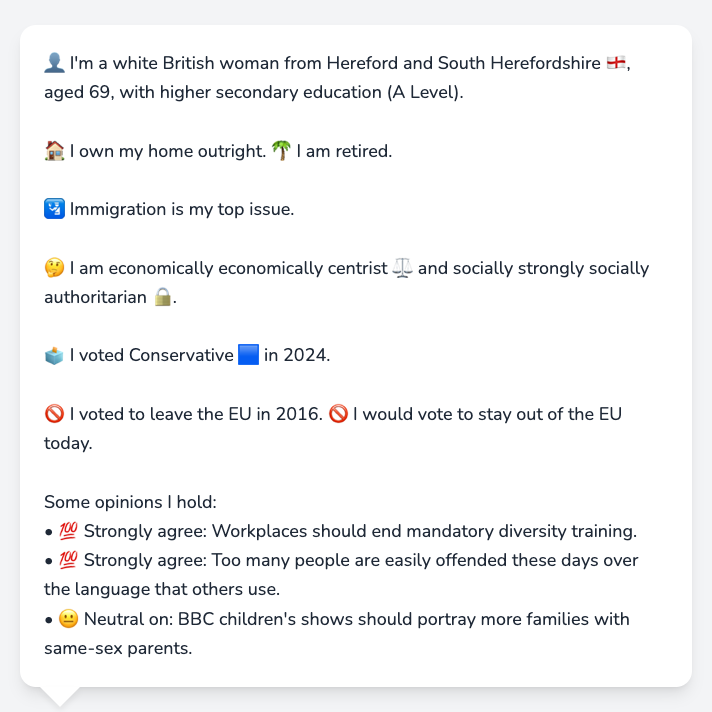 👤 I'm a white British woman from Hereford and South Herefordshire 🏴󠁧󠁢󠁥󠁮󠁧󠁿,
aged 69, with higher secondary education (A Level).
🏠 I own my home outright. 🌴 I am retired.
🛂 Immigration is my top issue.
🤔 I am economically economically centrist ⚖️ and socially strongly socially
authoritarian 🔒.
🗳️ I voted Conservative 🟦 in 2024.
🚫 I voted to leave the EU in 2016. 🚫 I would vote to stay out of the EU
today.
Some opinions I hold:
• 💯 Strongly agree: Workplaces should end mandatory diversity training.
• 💯 Strongly agree: Too many people are easily offended these days over
the language that others use.
• 😐 Neutral on: BBC children's shows should portray more families with
same-sex parents.